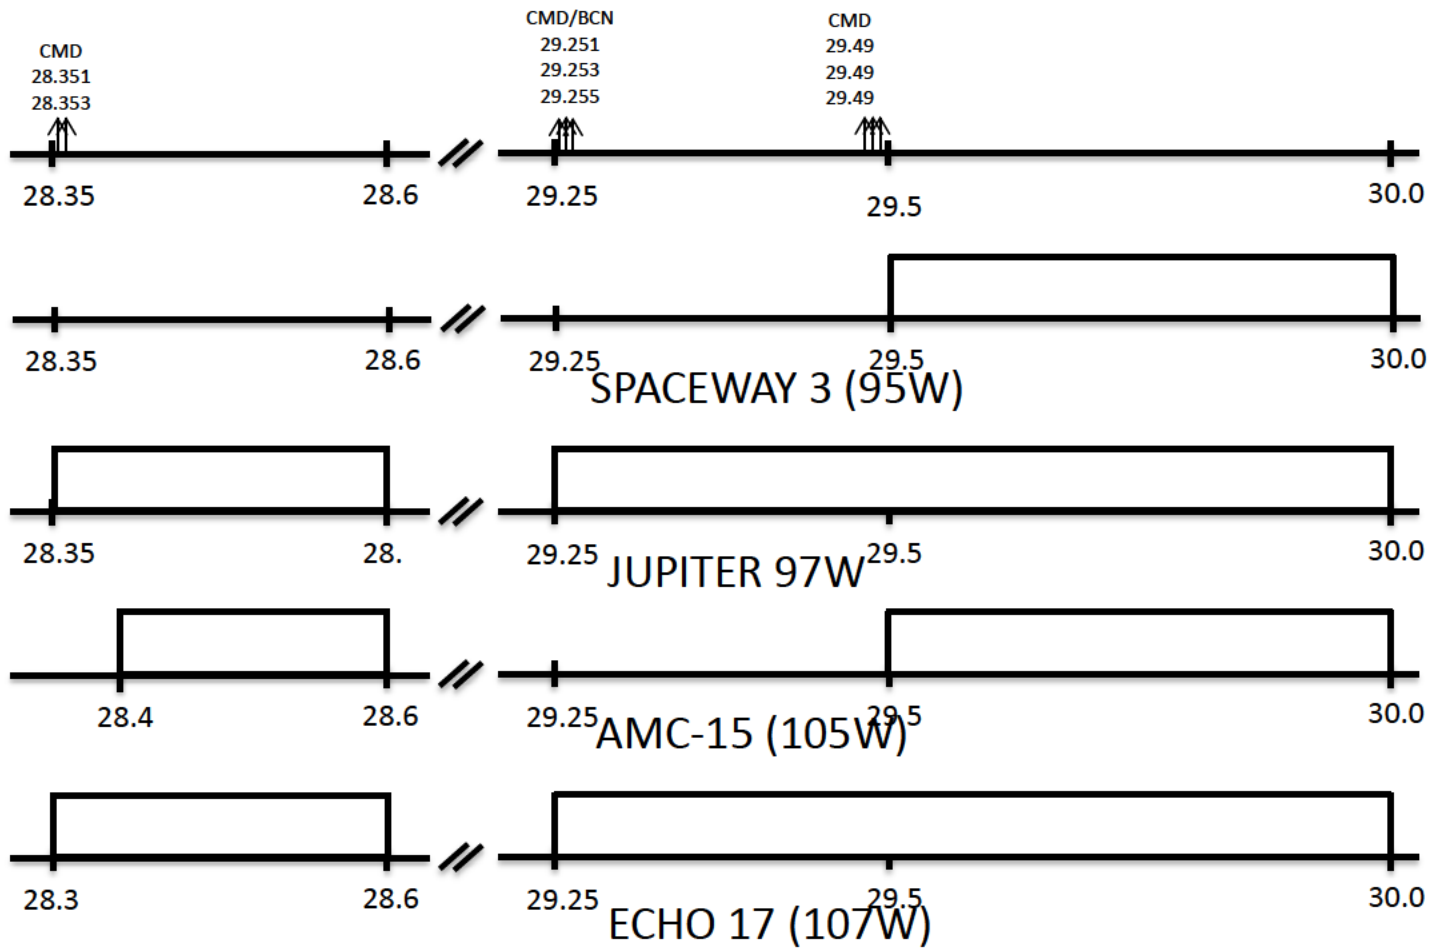 CMD
28.351
28.353
CMD/BCN
29.251
29.253
29.255
CMD
29.49
29.49
29.49
28.35 28.6 29.25 29.5 30.0
28.35 28.6 29.25 29.5 30.0
SPACEWAY 3 (95W)
28.35 28. 29.25 29.5 30.0
JUPITER 97W
28.4 28.6 29.25 29.5 30.0
AMC-15 (105W)
28.3 28.6 29.25 29.5 30.0
ECHO 17 (107W)